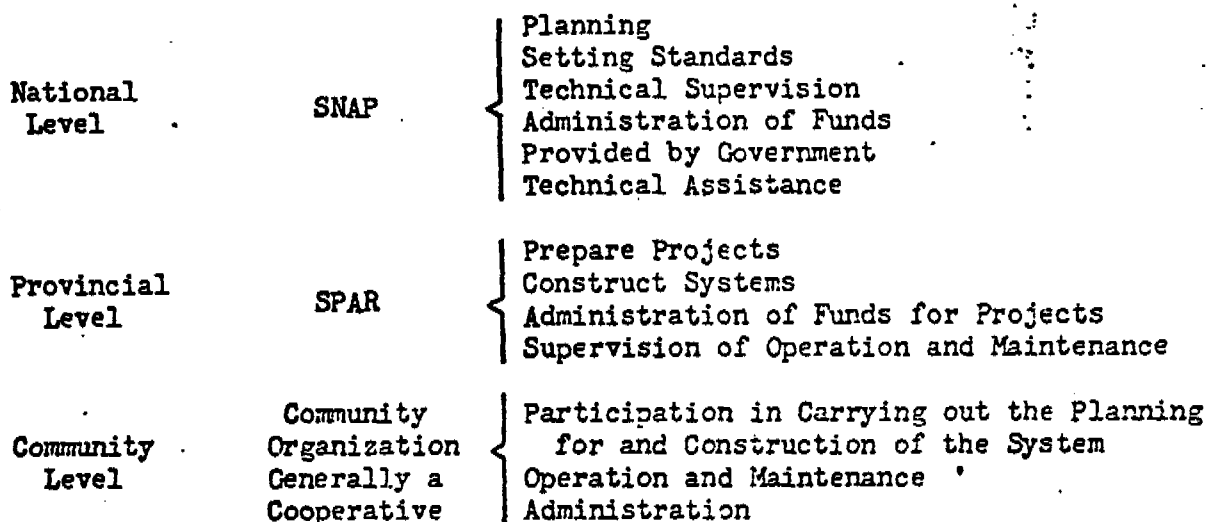 National
Level
SNAP
Planning
Setting Standards
Technical Supervision
Administration of Funds
Provided by Government
Technical Assistance
Provincial
Level
SPAR
Prepare Projects
Construct Systems
Administration of Funds for Projects
Supervision of Operation and Maintenance
Community
Level
Community
Organization
Generally a
Cooperative
Participation in Carrying out the Planning
for and Construction of the System
Operation and Maintenance
Administration